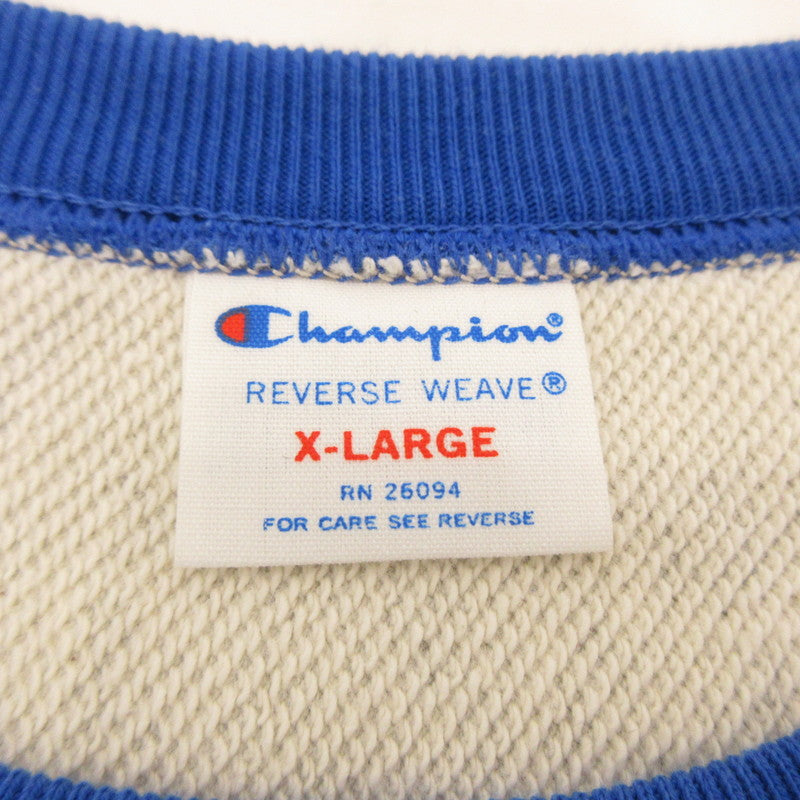 Champion®
REVERSE WEAVE®
X-LARGE
RN 26094
FOR CARE SEE REVERSE